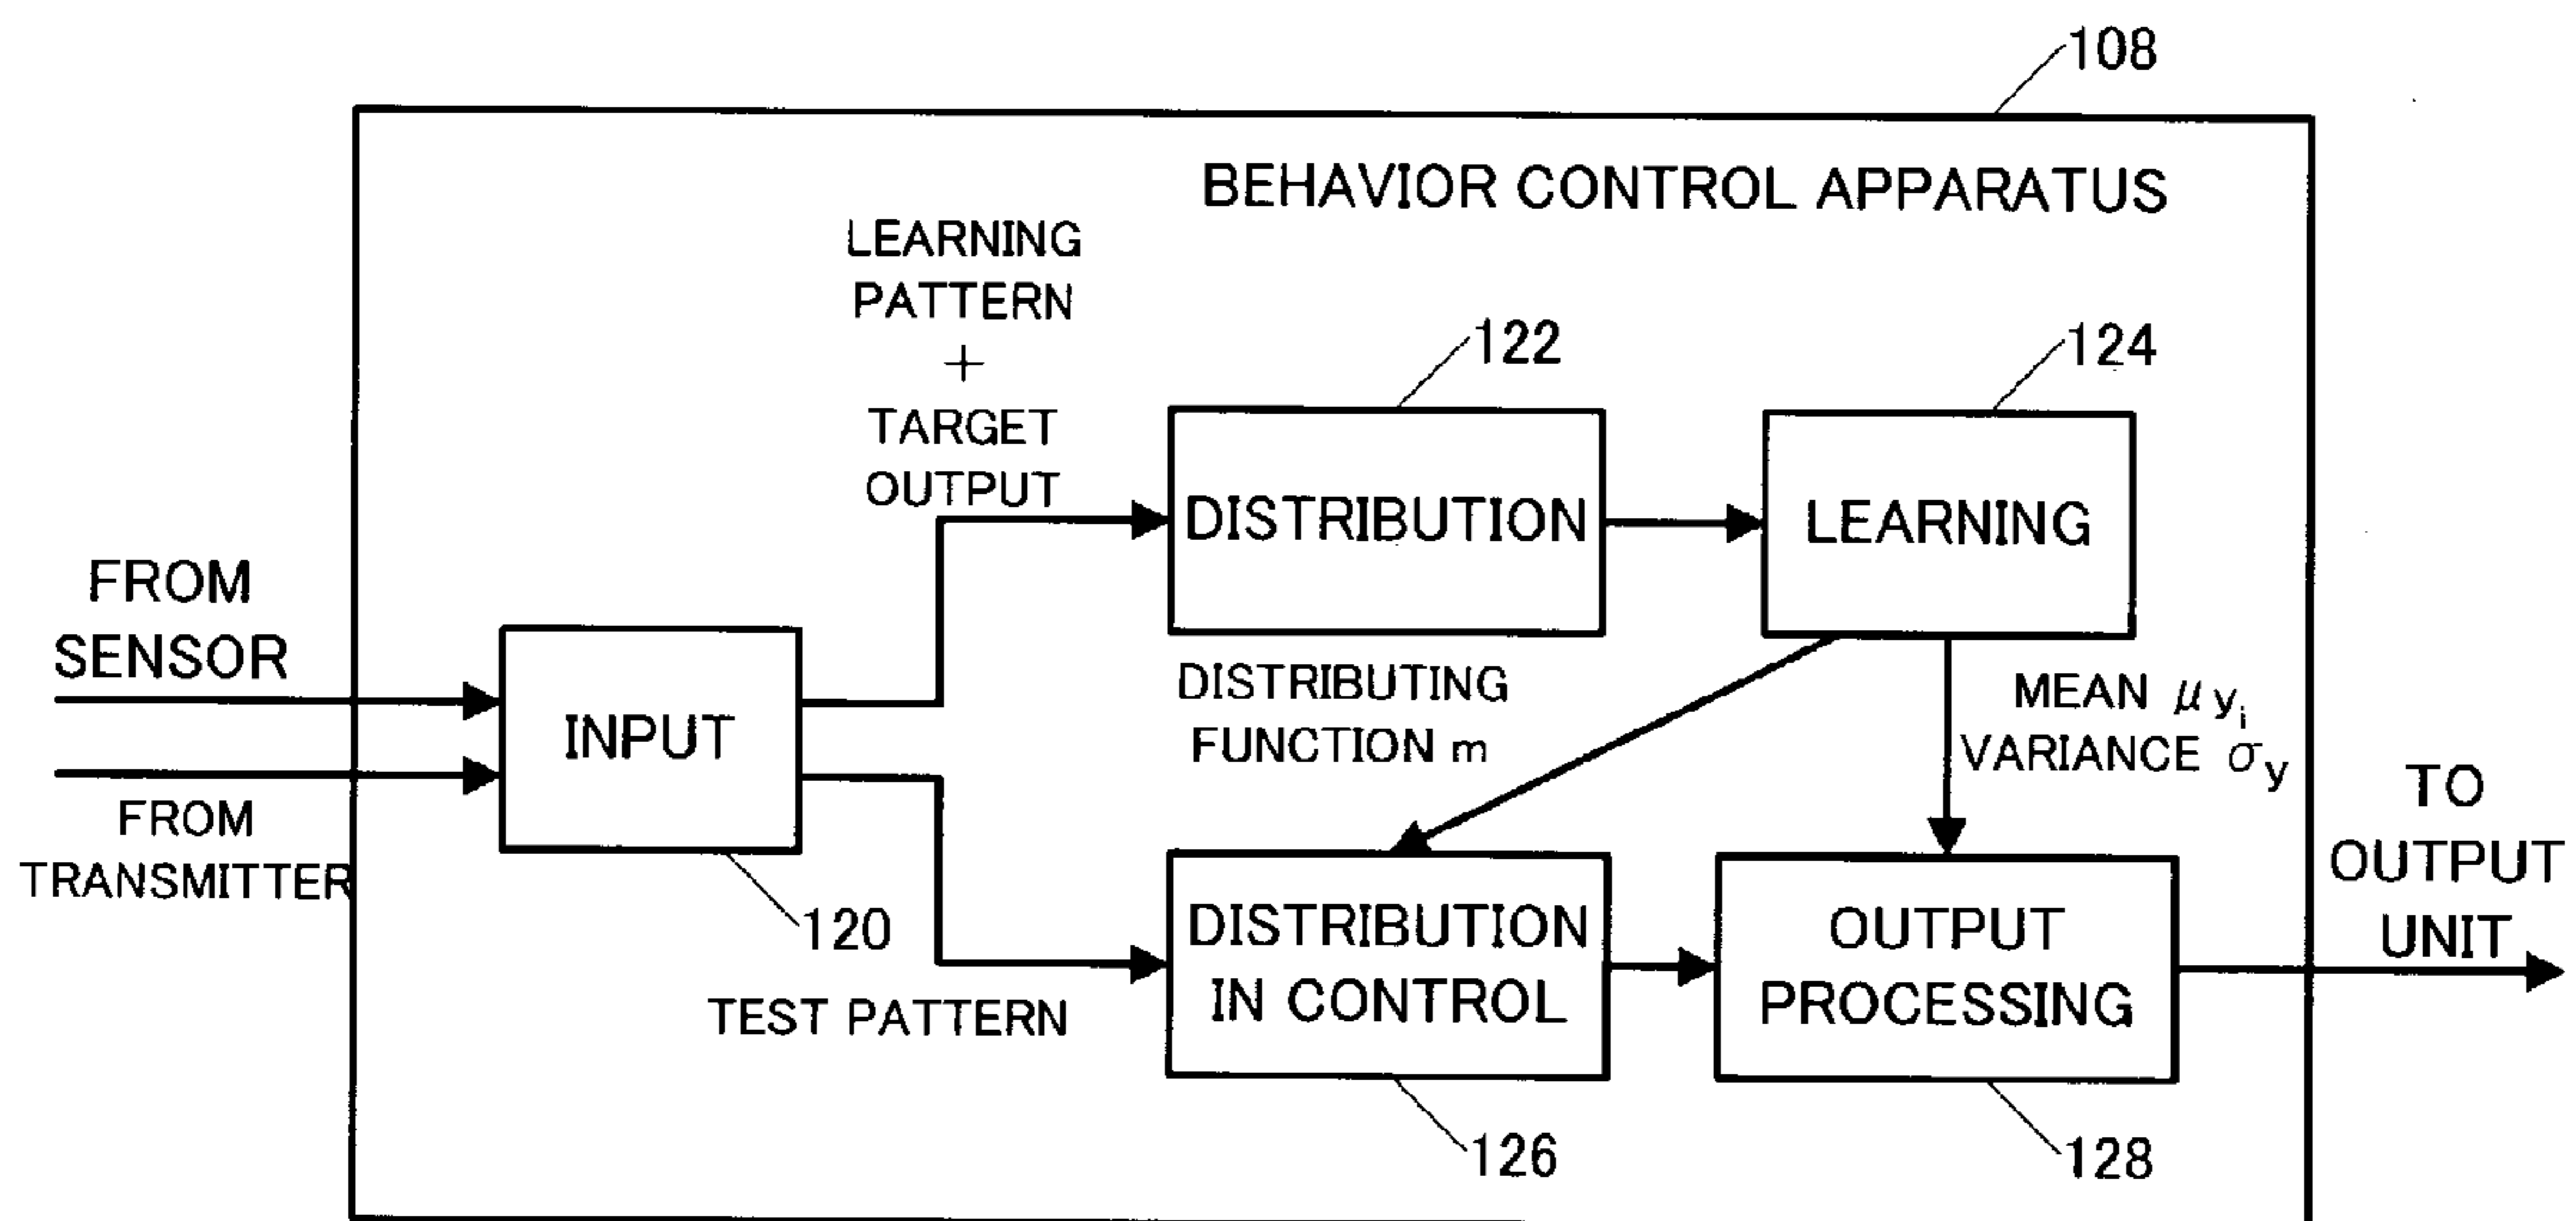 108
BEHAVIOR CONTROL APPARATUS
LEARNING
PATTERN
+
TARGET
OUTPUT
122
124
DISTRIBUTION
LEARNING
FROM
SENSOR
INPUT
FROM
TRANSMITTER
120
DISTRIBUTING
FUNCTION m
MEAN μyᵢ
VARIANCE σy
TEST PATTERN
DISTRIBUTION
IN CONTROL
OUTPUT
PROCESSING
TO
OUTPUT
UNIT
126
128